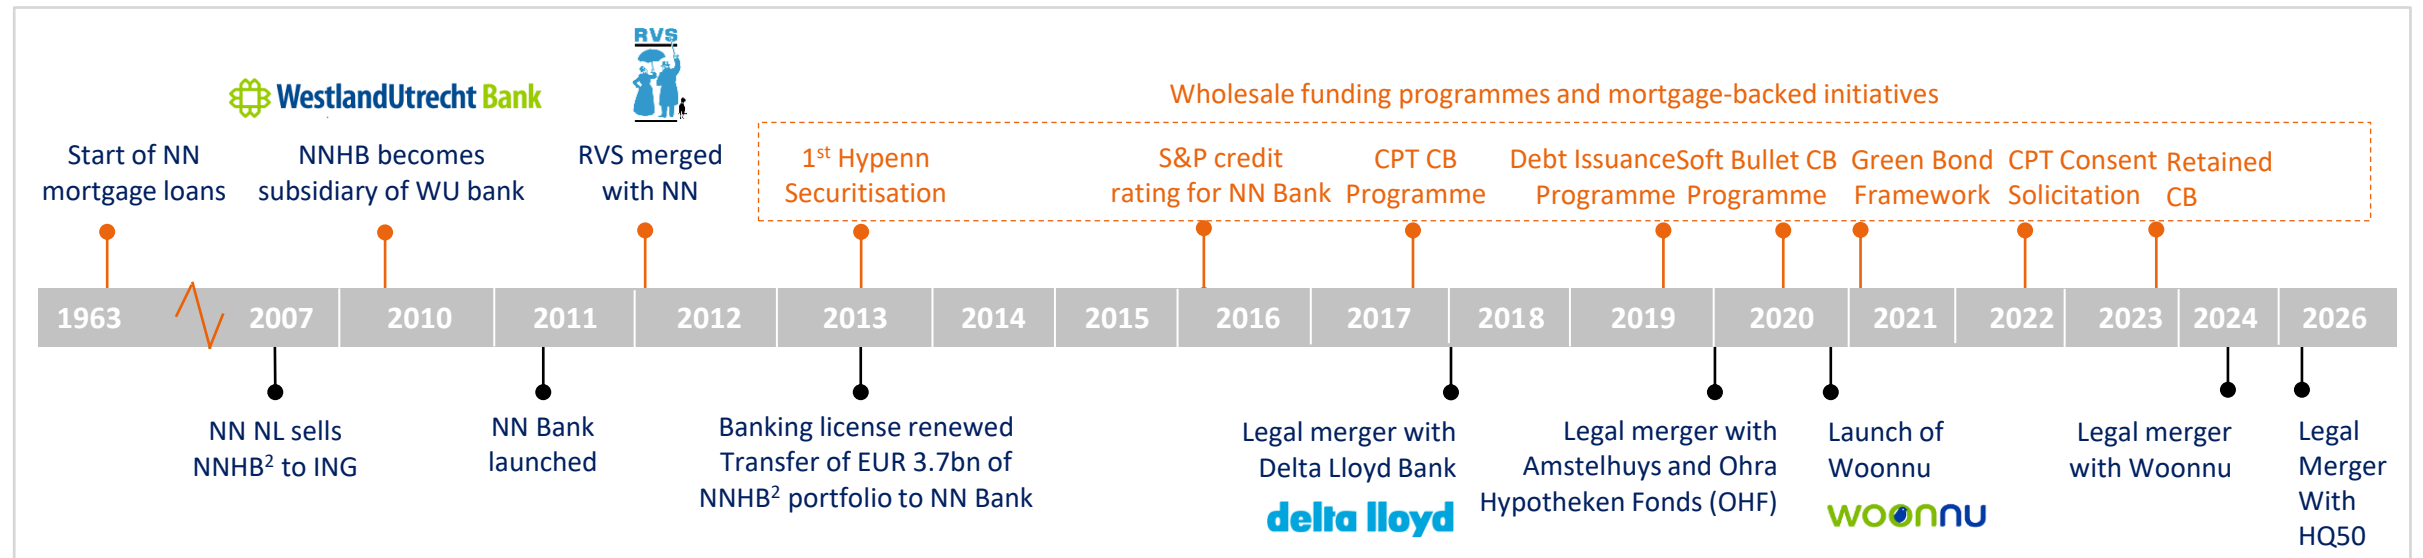 RVS
WestlandUtrecht Bank
Wholesale funding programmes and mortgage-backed initiatives
Start of NN
mortgage loans
NNHB becomes
subsidiary of WU bank
RVS merged
with NN
1st Hypenn
Securitisation
S&P credit
rating for NN Bank
CPT CB
Programme
Debt Issuance
Programme
Soft Bullet CB
Programme
Green Bond
Framework
CPT Consent
Solicitation
Retained
CB
1963
2007
2010
2011
2012
2013
2014
2015
2016
2017
2018
2019
2020
2021
2022
2023
2024
2026
NN NL sells
NNHB2 to ING
NN Bank
launched
Banking license renewed
Transfer of EUR 3.7bn of
NNHB2 portfolio to NN Bank
Legal merger with
Delta Lloyd Bank
delta lloyd
Legal merger with
Amstelhuys and Ohra
Hypotheken Fonds (OHF)
Launch of
Woonnu
woonnu
Legal merger
with Woonnu
Legal
Merger
With
HQ50